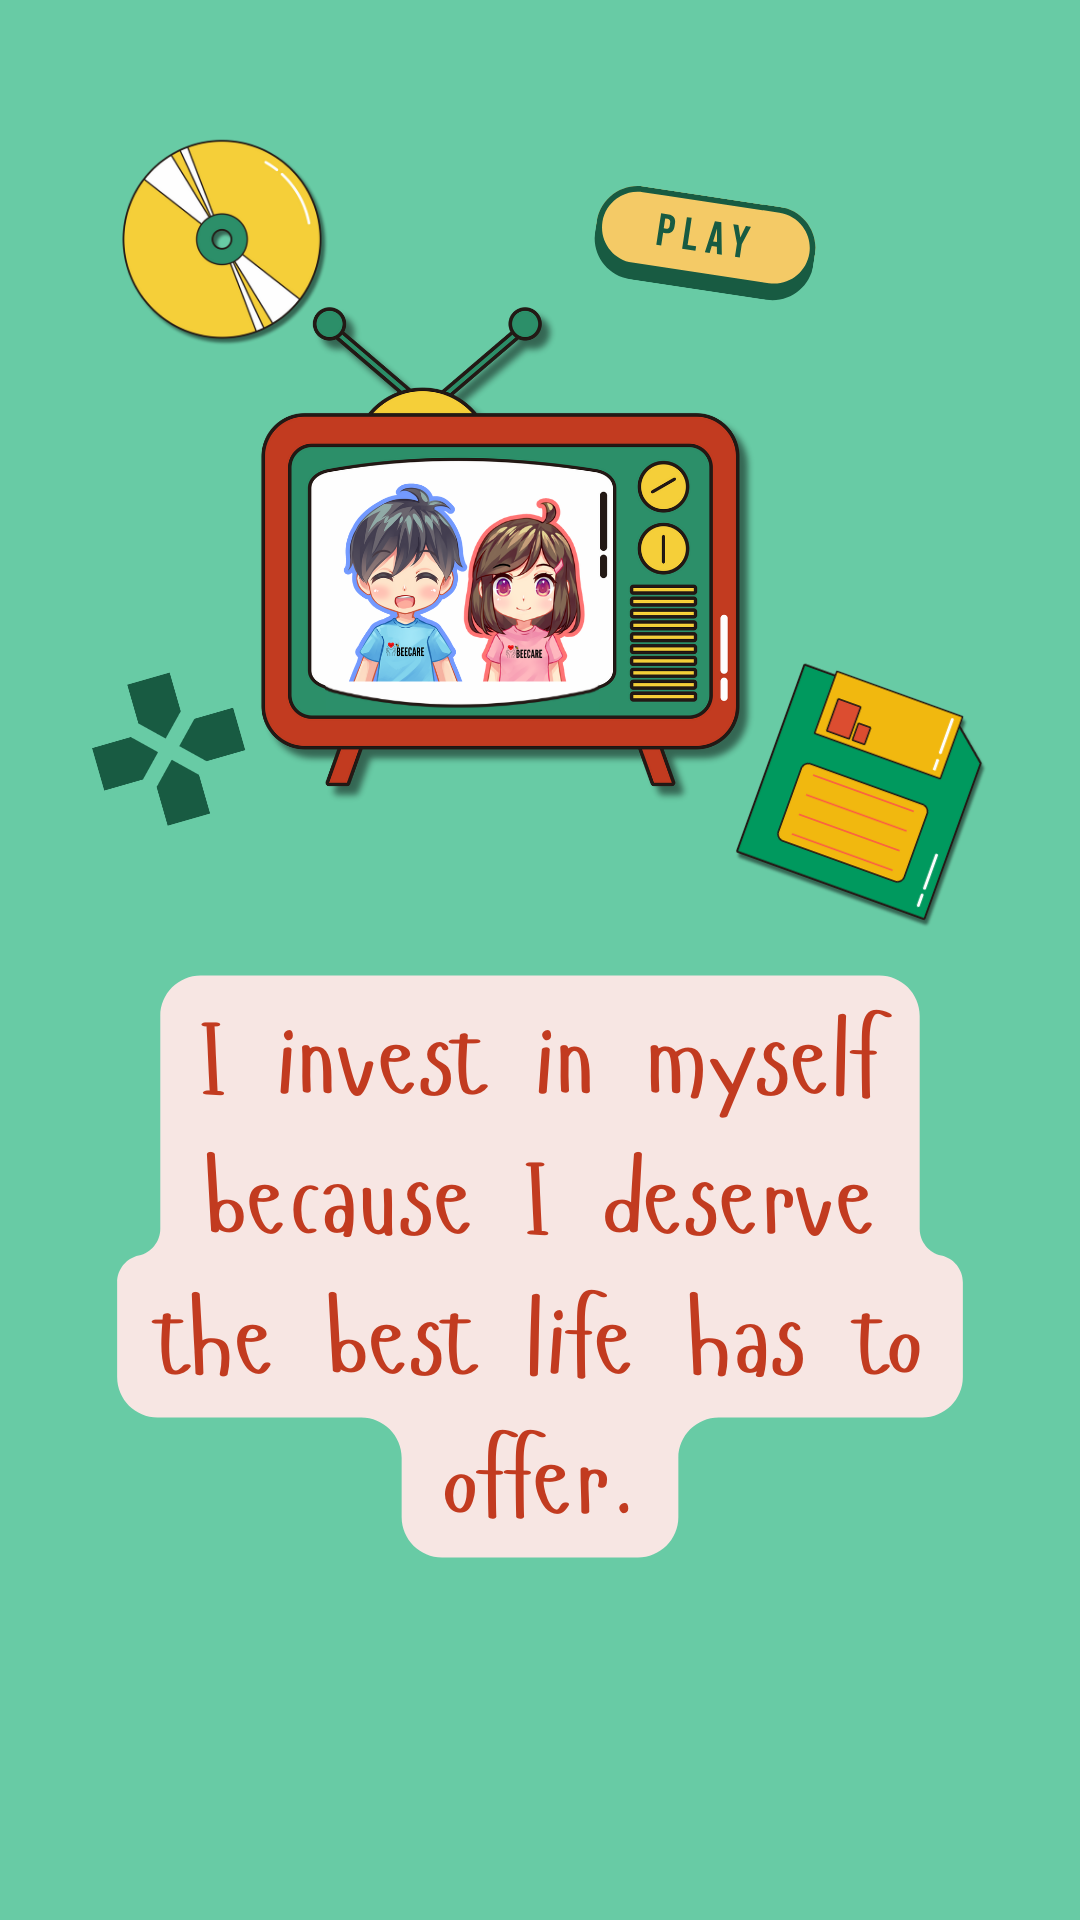 PLAY
BEECARE
BEECARE
I invest in myself
because I deserve
the best life has to
offer.